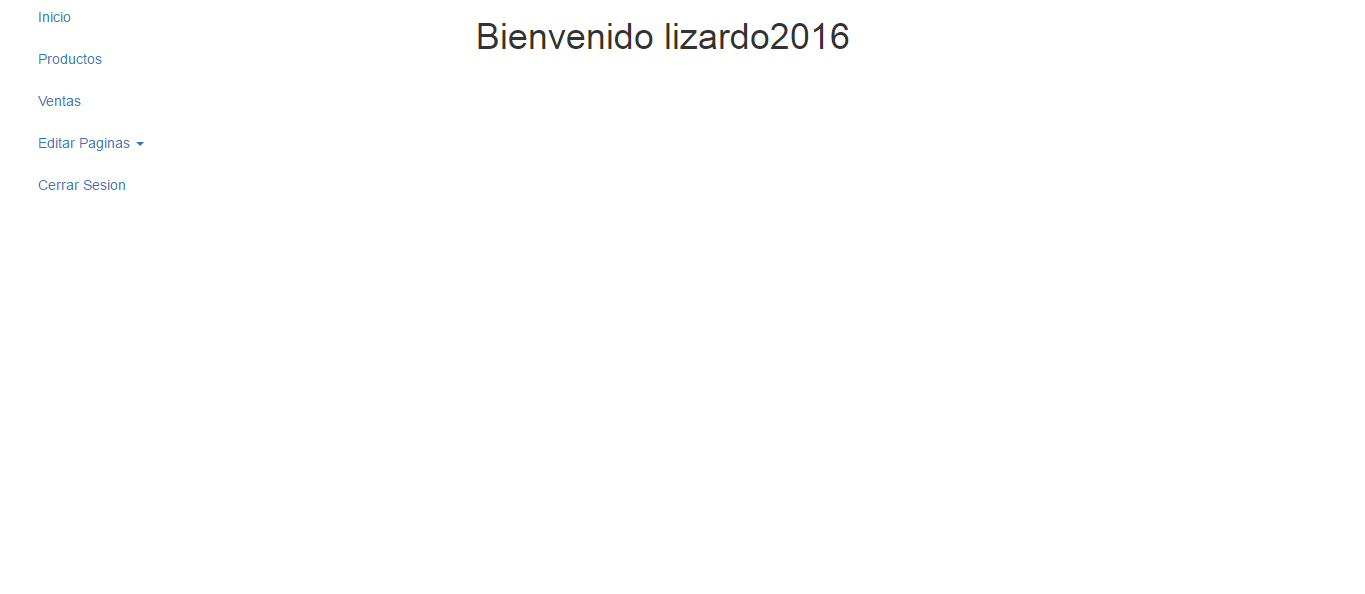 Inicio
Bienvenido lizardo2016
Productos
Ventas
Editar Paginas
Cerrar Sesion